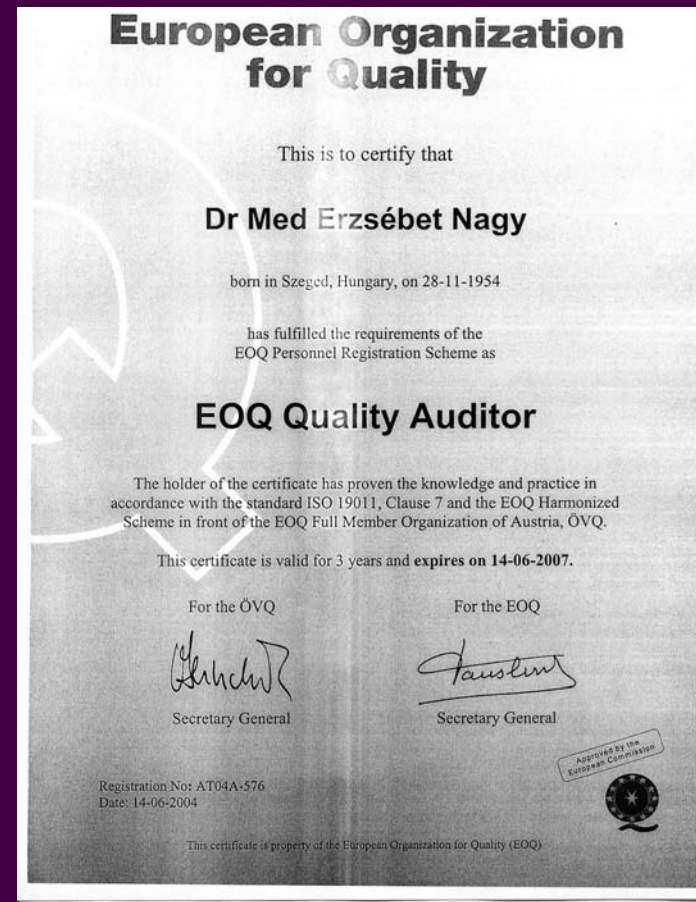 European Organization
for Quality
This is to certify that
Dr Med Erzsébet Nagy
born in Szeged, Hungary, on 28-11-1954
has fulfilled the requirements of the
EOQ Personnel Registration Scheme as
EOQ Quality Auditor
The holder of the certificate has proven the knowledge and practice in
accordance with the standard ISO 19011, Clause 7 and the EOQ Harmonized
Scheme in front of the EOQ Full Member Organization of Austria, ÖVQ.
This certificate is valid for 3 years and expires on 14-06-2007.
For the ÖVQ
For the EOQ
Secretary General
Secretary General
Approved by the
European Commission
Registration No: AT04A-576
Date: 14-06-2004
This certificate is property of the European Organization for Quality (EOQ)